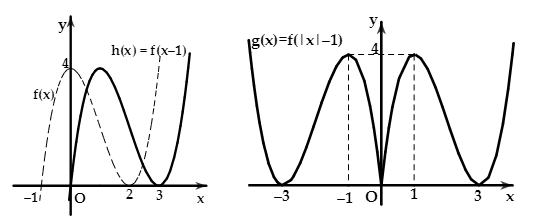 y
h(x) = f(x–1)
4
f(x)
–1 O 2 3 x
y
g(x)=f(|x|–1)
4
–3 –1 O 1 3 x